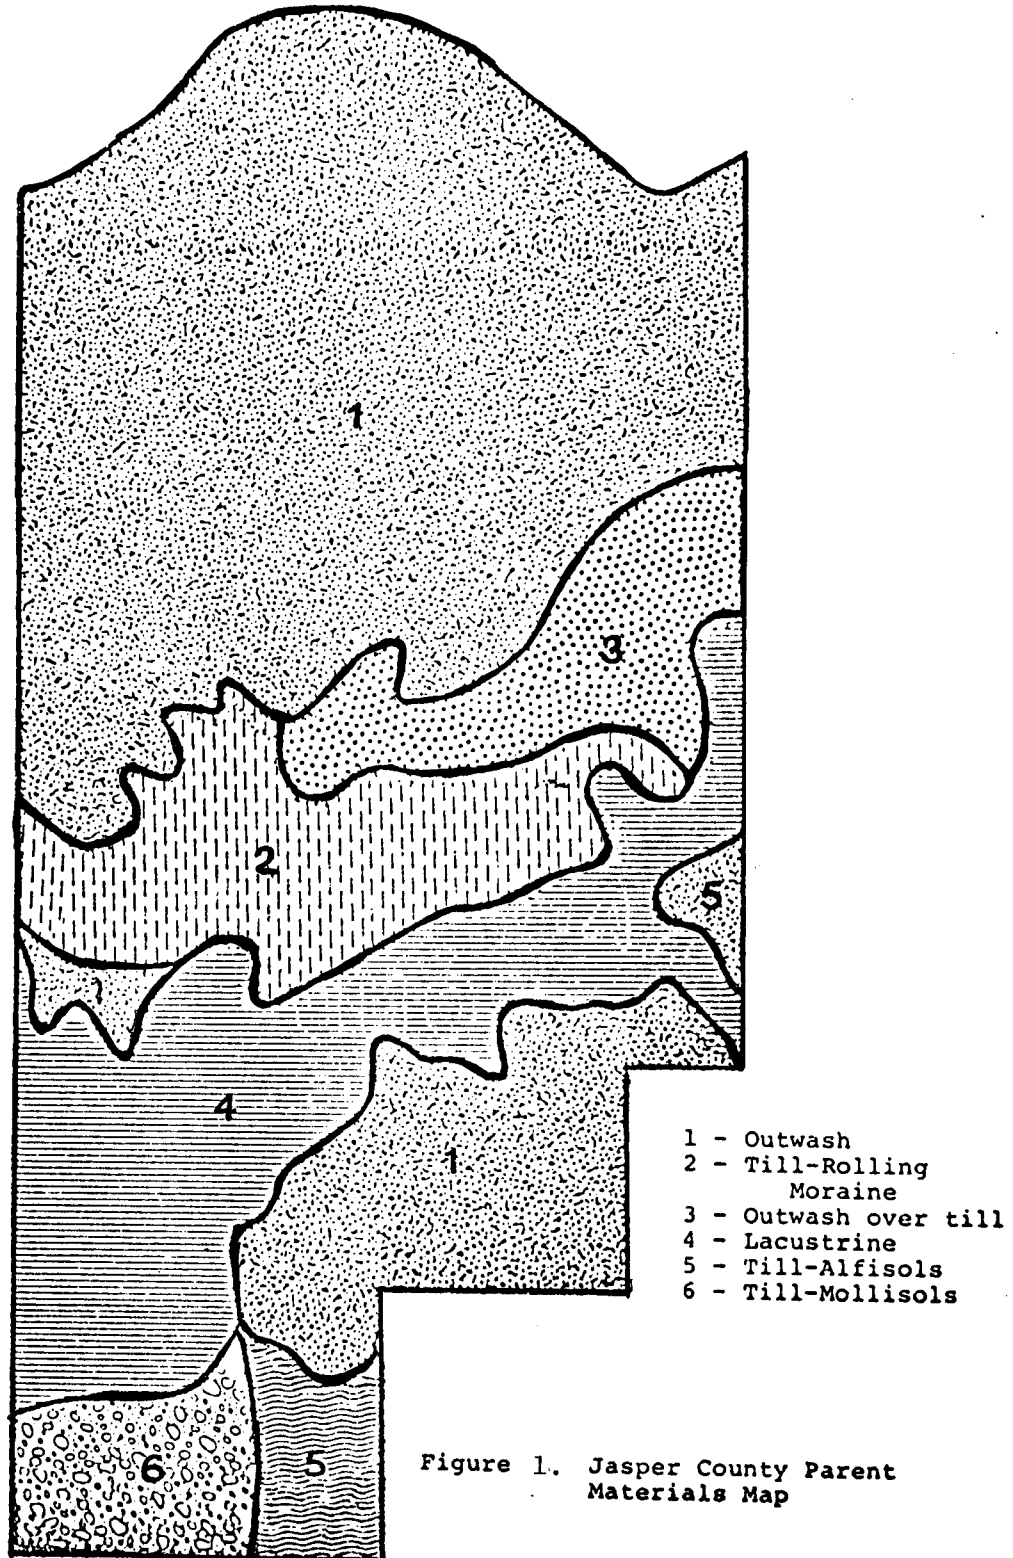 1
3
2
5
1
4
1
6
5
1 - Outwash
2 - Till-Rolling
Moraine
3 - Outwash over till
4 - Lacustrine
5 - Till-Alfisols
6 - Till-Mollisols
Figure 1. Jasper County Parent
Materials Map